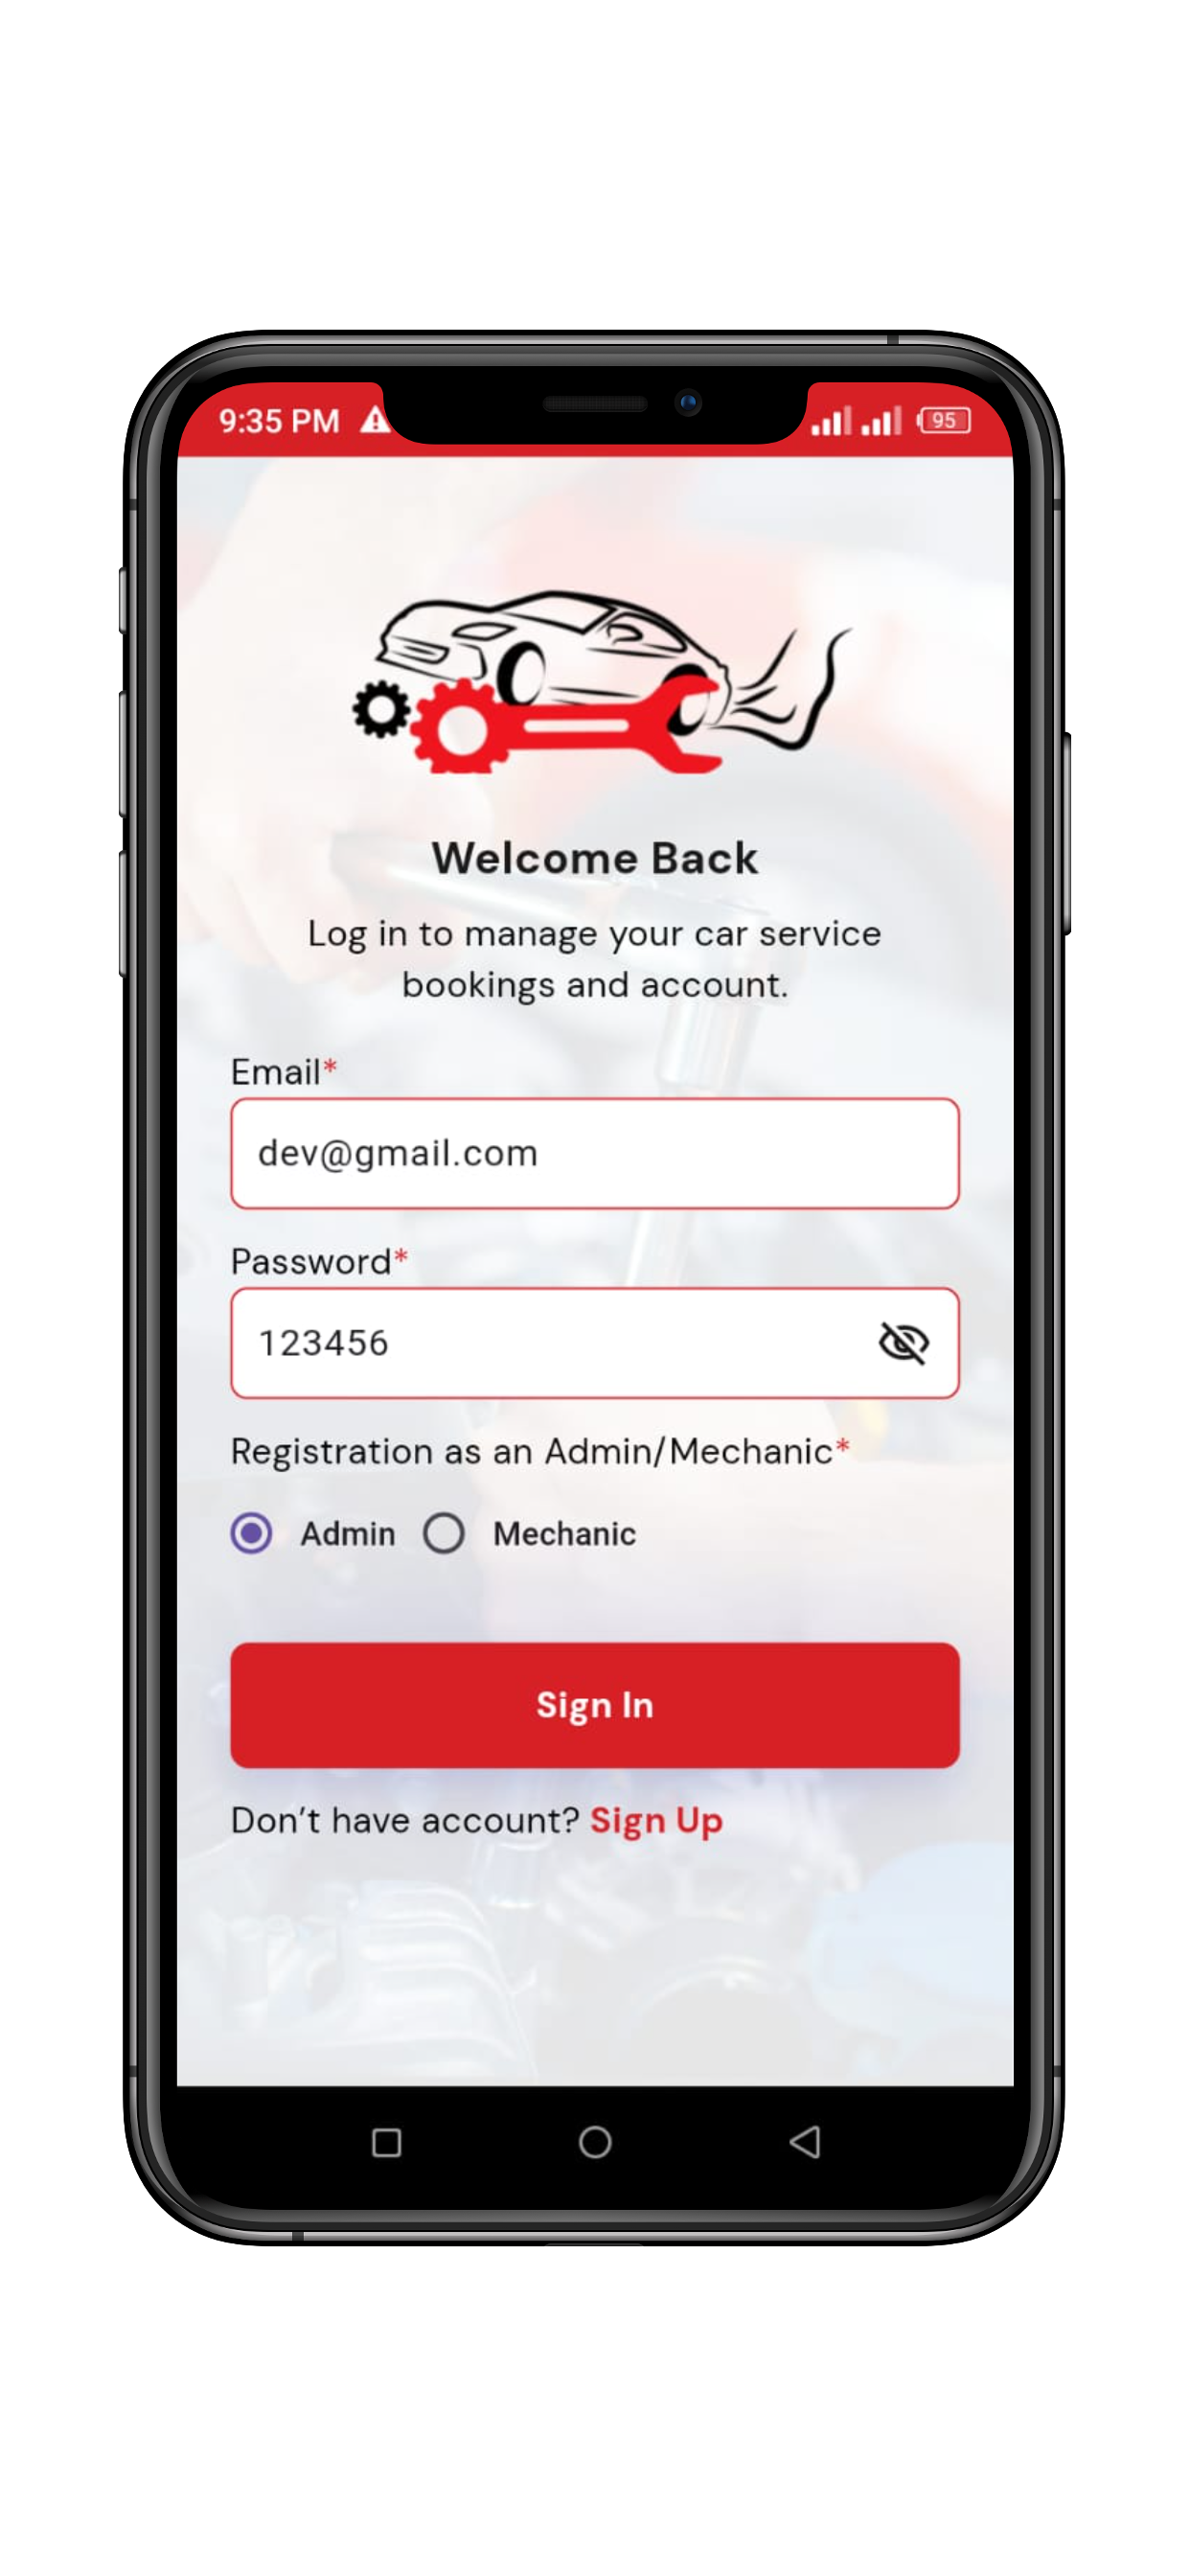 9:35 PM
95
Welcome Back
Log in to manage your car service
bookings and account.
Email*
dev@gmail.com
Password*
123456
Registration as an Admin/Mechanic*
Admin Mechanic
Sign In
Don’t have account? Sign Up